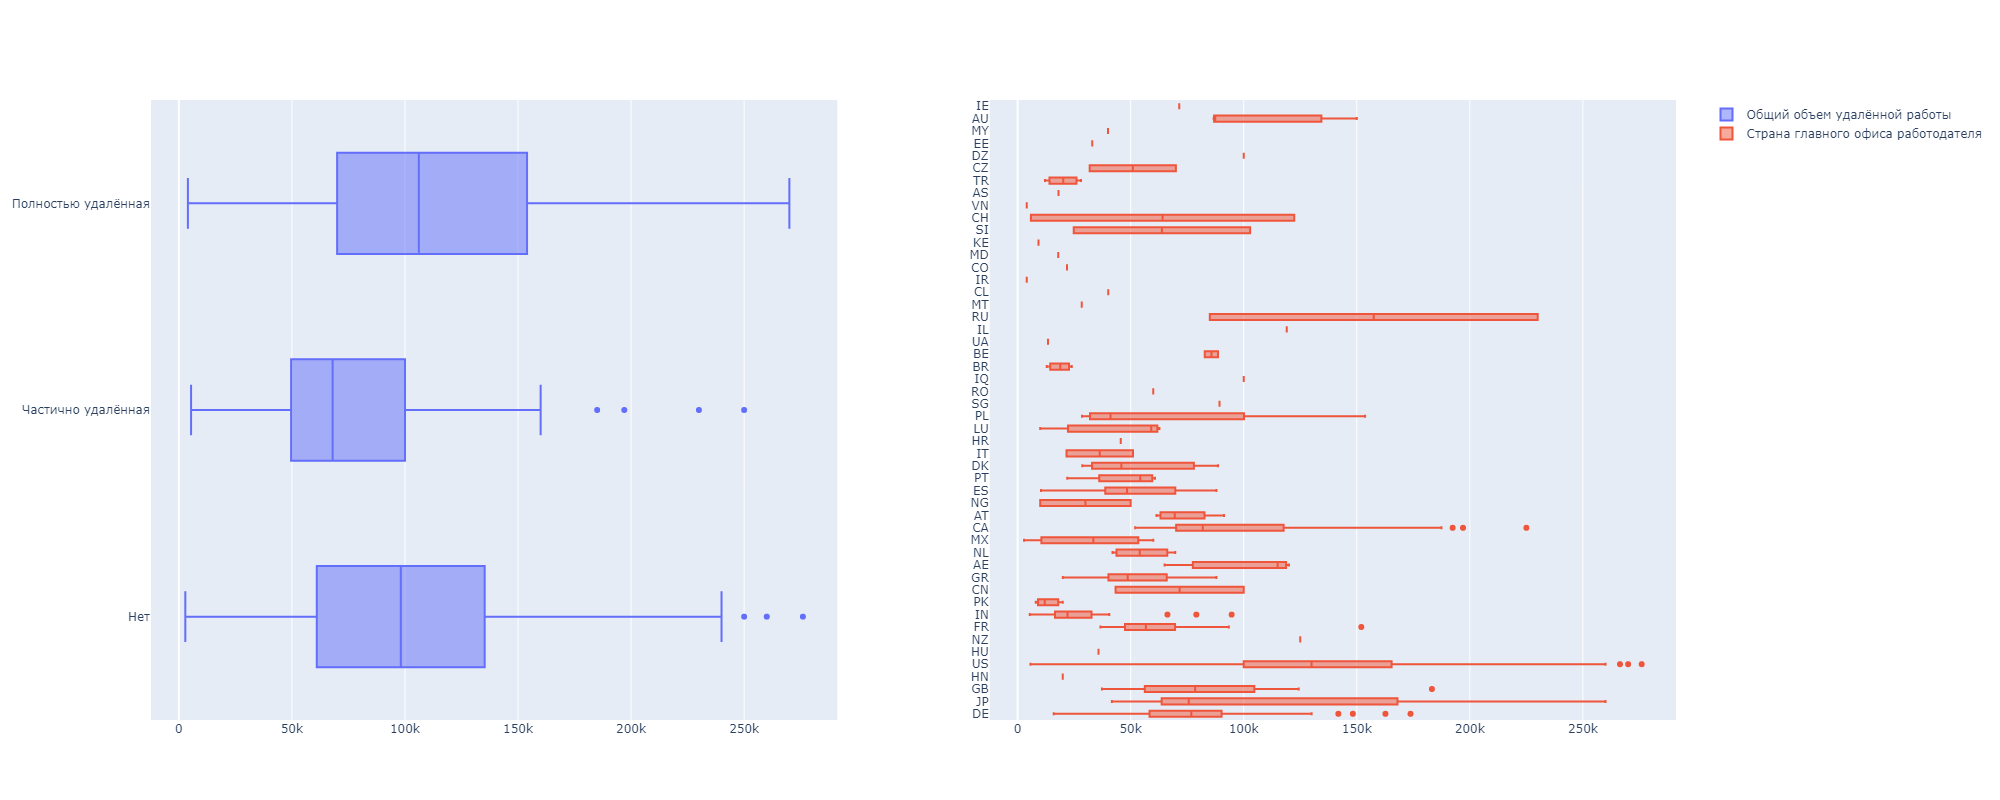 Полностью удалённая
Частично удалённая
Нет
0 50k 100k 150k 200k 250k
IE
AU
MY
EE
DZ
CZ
TR
AS
VN
CH
SI
KE
MD
CO
IR
CL
MT
RU
IL
UA
BE
BR
IQ
RO
SG
PL
LU
HR
IT
DK
PT
ES
NG
AT
CA
MX
NL
AE
GR
CN
PK
IN
FR
NZ
HU
US
HN
GB
JP
DE
0 50k 100k 150k 200k 250k
Общий объем удалённой работы
Страна главного офиса работодателя